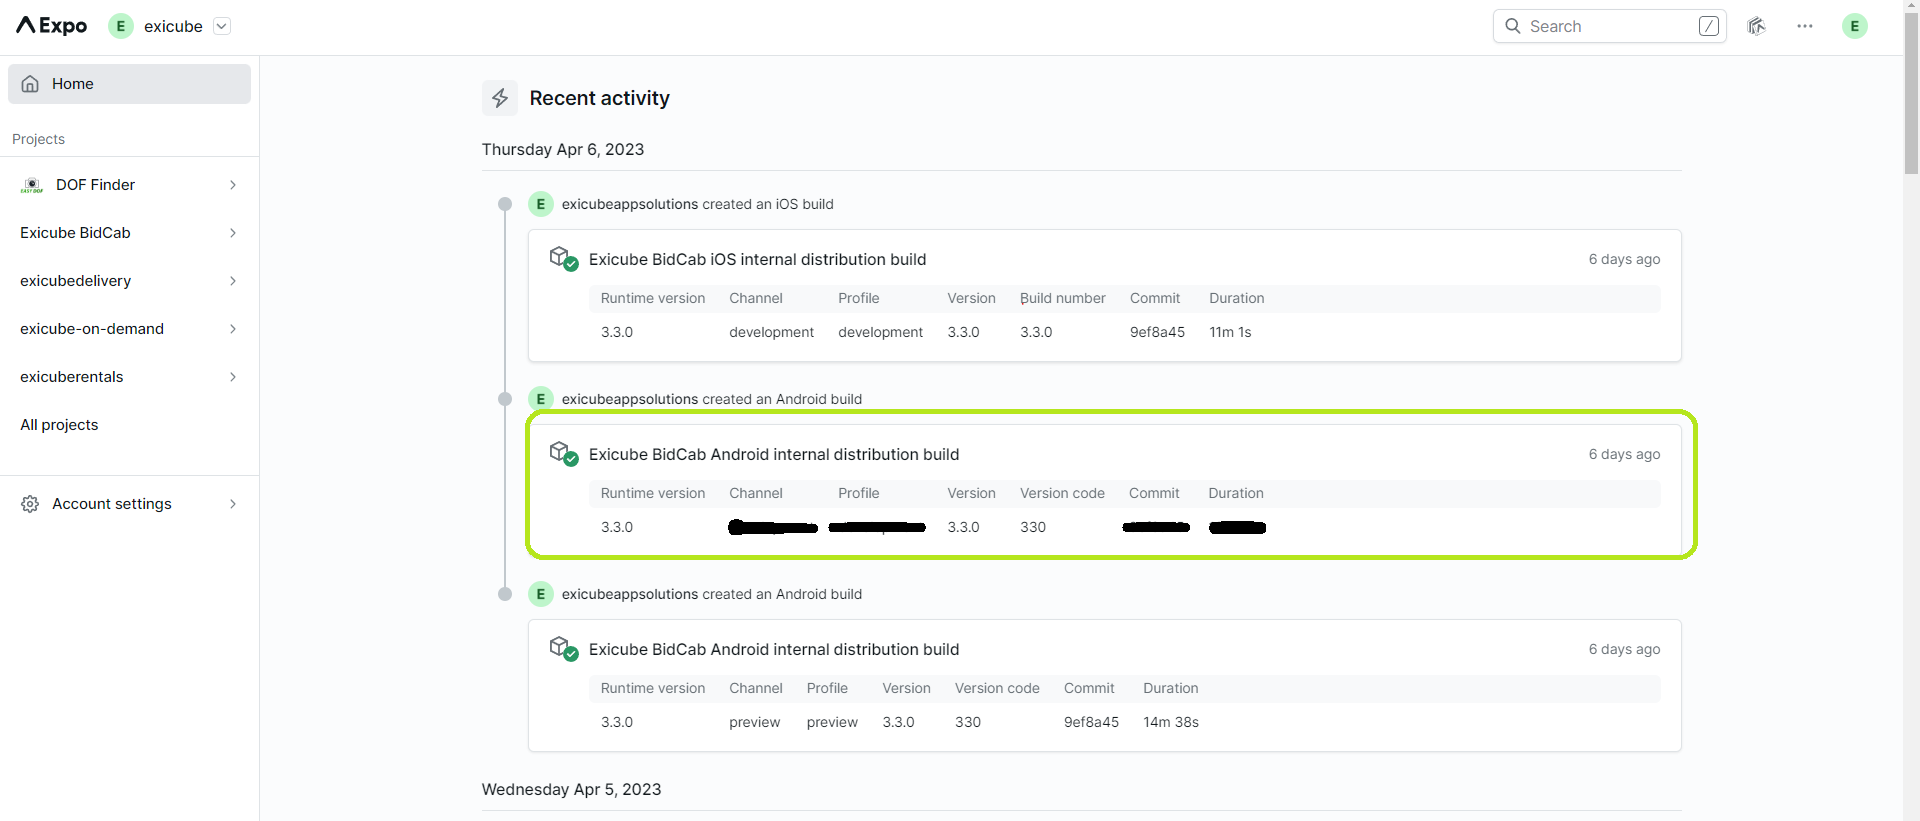 Expo
E exicube
Search /
E
Home
Projects
DOF Finder
Exicube BidCab
exicubedelivery
exicube-on-demand
exicuberentals
All projects
Account settings
Recent activity
Thursday Apr 6, 2023
E exicubeappsolutions created an iOS build
Exicube BidCab iOS internal distribution build 6 days ago
Runtime version Channel Profile Version Build number Commit Duration
3.3.0 development development 3.3.0 3.3.0 9ef8a45 11m 1s
E exicubeappsolutions created an Android build
Exicube BidCab Android internal distribution build 6 days ago
Runtime version Channel Profile Version Version code Commit Duration
3.3.0 3.3.0 330
E exicubeappsolutions created an Android build
Exicube BidCab Android internal distribution build 6 days ago
Runtime version Channel Profile Version Version code Commit Duration
3.3.0 preview preview 3.3.0 330 9ef8a45 14m 38s
Wednesday Apr 5, 2023